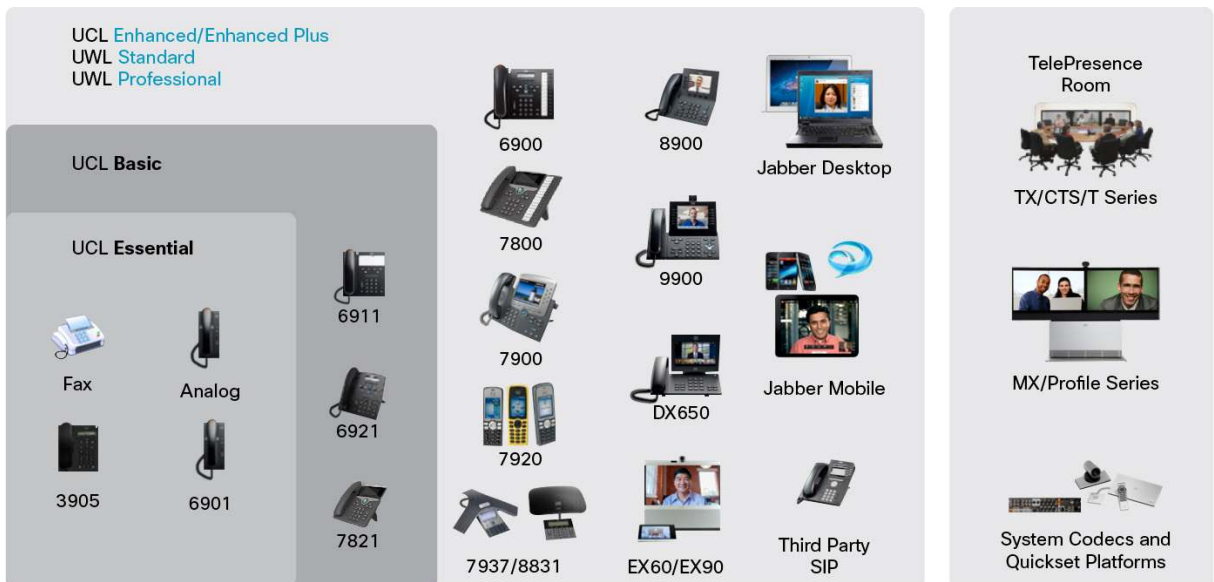 UCL Enhanced/Enhanced Plus
UWL Standard
UWL Professional
UCL Basic
UCL Essential
Fax
Analog
3905
6901
6911
6921
7821
6900
7800
7900
7920
7937/8831
8900
9900
DX650
EX60/EX90
Jabber Desktop
Jabber Mobile
Third Party
SIP
TelePresence
Room
TX/CTS/T Series
MX/Profile Series
System Codecs and
Quickset Platforms